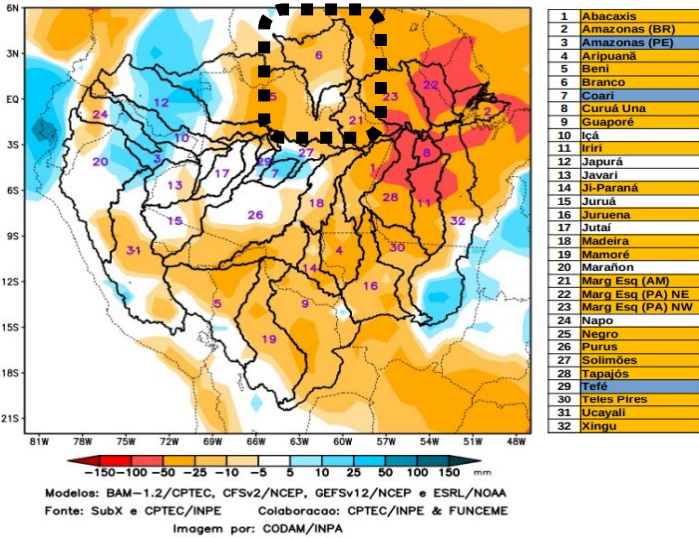 6N
3N
EQ
3S
6S
9S
12S
15S
18S
21S
81W 78W 75W 72W 69W 66W 63W 60W 57W 54W 51W 48W
6
22
12
5
23
24
21
2
10
8
3
29
27
1
20
7
17
13
18
28
11
15
26
32
31
4
30
14
16
5
9
19
-150 -100 -50 -25 -10 -5 5 10 25 50 100 150 mm
Modelos: BAM-1.2/CPTEC, CFSv2/NCEP, GEFSv12/NCEP e ESRL/NOAA
Fonte: SubX e CPTEC/INPE Colaboracao: CPTEC/INPE & FUNCEME
Imagem por: CODAM/INPA
1 Abacaxis
2 Amazonas (BR)
3 Amazonas (PE)
4 Aripuanã
5 Beni
6 Branco
7 Coari
8 Curuá Una
9 Guaporé
10 Içá
11 Iriri
12 Japurá
13 Javari
14 Ji-Paraná
15 Juruá
16 Juruena
17 Jutaí
18 Madeira
19 Mamoré
20 Marañon
21 Marg Esq (AM)
22 Marg Esq (PA) NE
23 Marg Esq (PA) NW
24 Napo
25 Negro
26 Purus
27 Solimões
28 Tapajós
29 Tefé
30 Teles Pires
31 Ucayali
32 Xingu